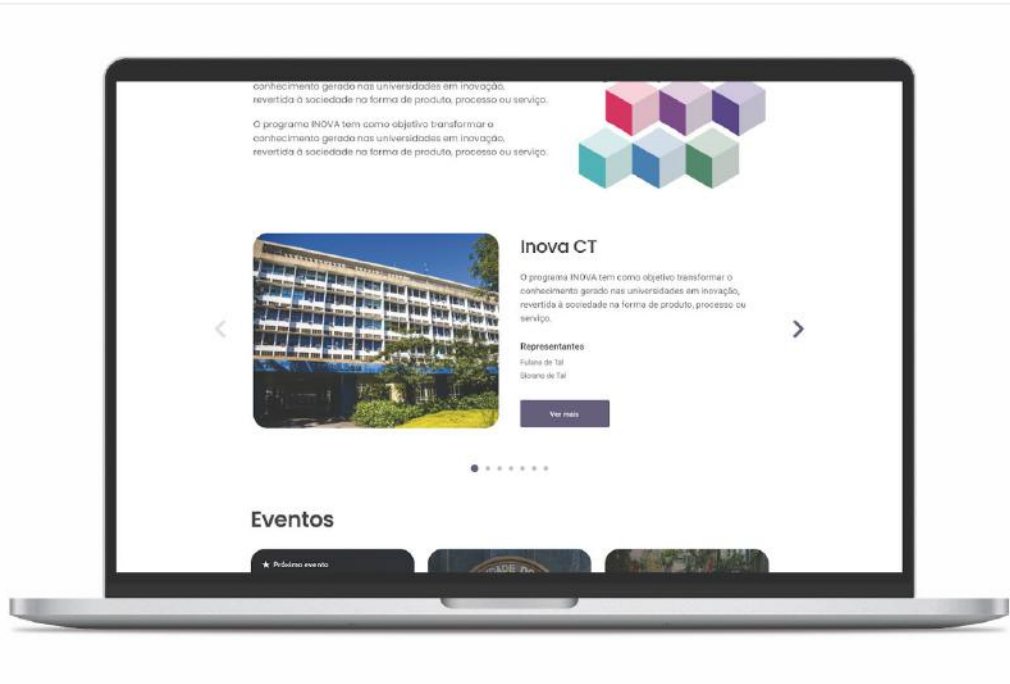 conhecimento gerado nas universidades em inovação,
revertida à sociedade na forma de produto, processo ou serviço.
O programa INOVA tem como objetivo transformar o
conhecimento gerado nas universidades em inovação,
revertida à sociedade na forma de produto, processo ou serviço.
Inova CT
O programa INOVA tem como objetivo transformar o
conhecimento gerado nas universidades em inovação,
revertida à sociedade na forma de produto, processo ou
serviço.
Representantes
Fulano de Tal
Ver mais
Eventos
Próximo evento